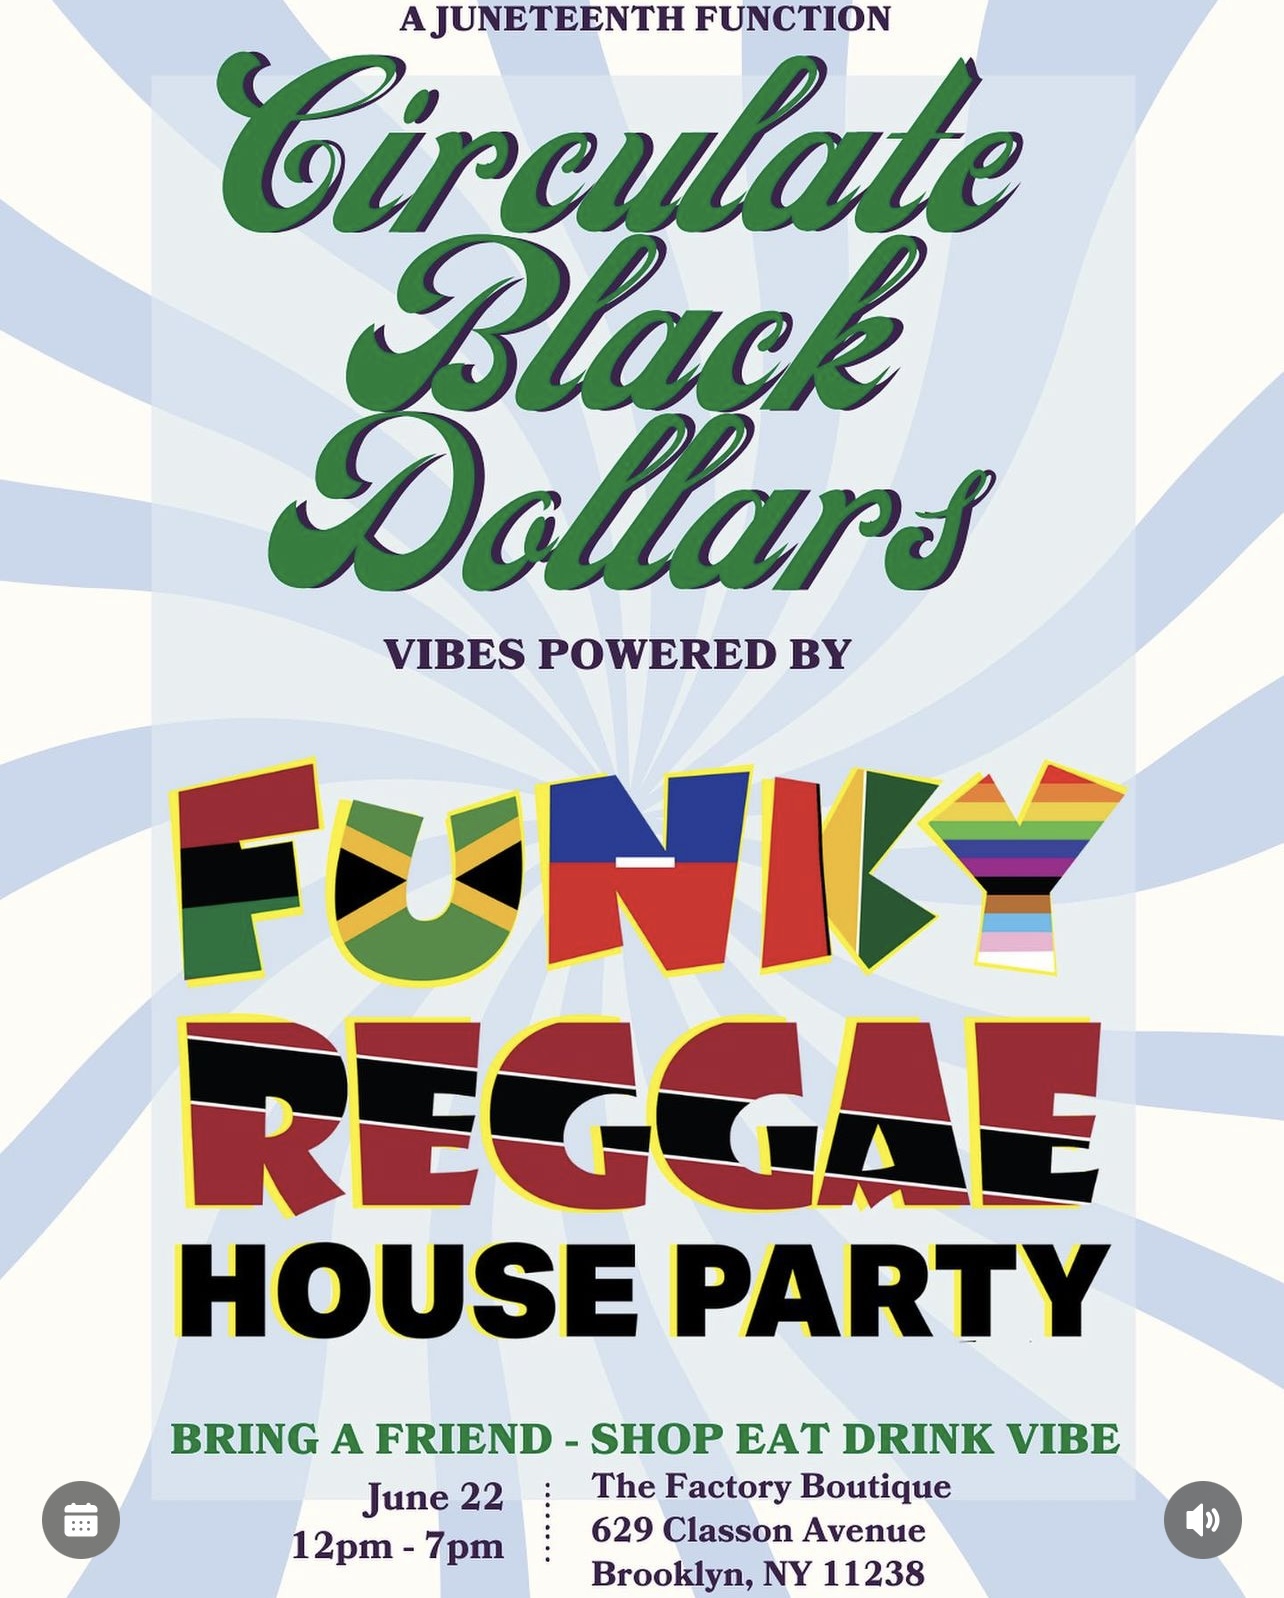 A JUNETEENTH FUNCTION
Circulate
Black
Dollars
VIBES POWERED BY
FUNKY
REGGAE
HOUSE PARTY
BRING A FRIEND - SHOP EAT DRINK VIBE
June 22
12pm - 7pm
The Factory Boutique
629 Classon Avenue
Brooklyn, NY 11238